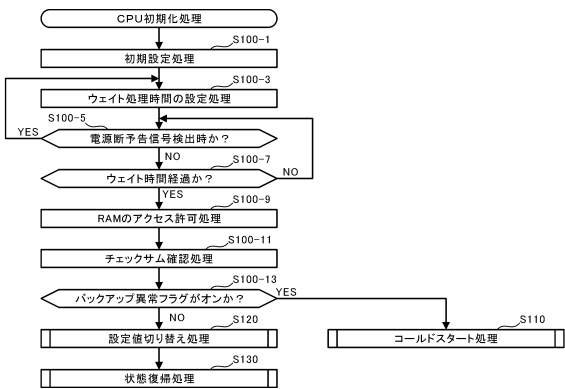 CPU初期化処理
S100-1
初期設定処理
S100-3
ウェイト処理時間の設定処理
S100-5
YES
電源断予告信号検出時か?
NO
S100-7
NO
ウェイト時間経過か?
YES
S100-9
RAMのアクセス許可処理
S100-11
チェックサム確認処理
S100-13
YES
バックアップ異常フラグがオンか?
NO
S120
S110
設定値切り替え処理
コールドスタート処理
S130
状態復帰処理